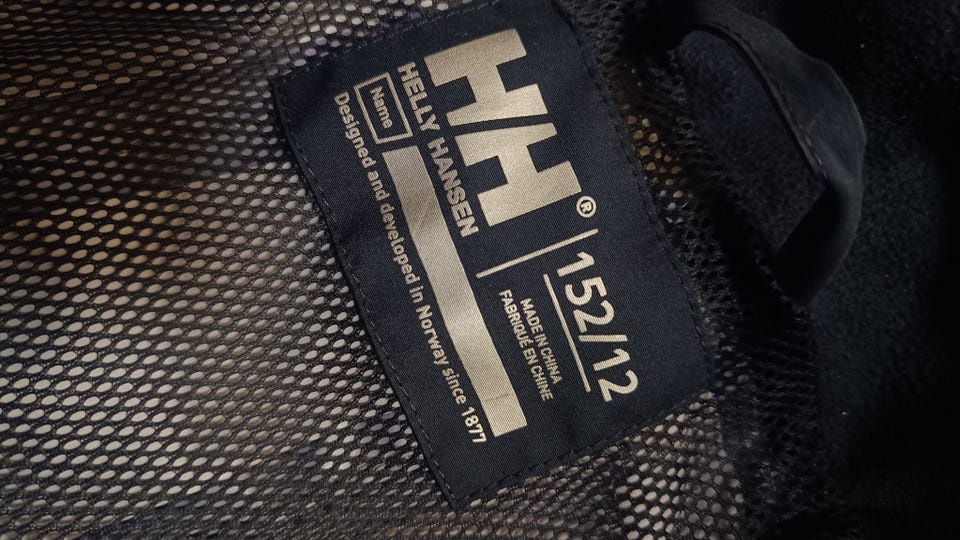 HH®
HELLY HANSEN
152/12
MADE IN CHINA
FABRIQUÉ EN CHINE
Name
Designed and developed in Norway since 1877